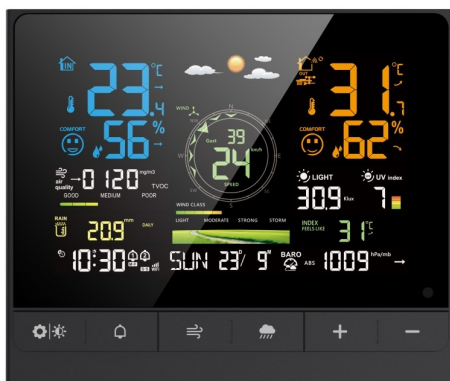 IN 23.4 °C
OUT 31.7 °C
COMFORT 56 %
COMFORT 62 %
WIND
N
W
E
S
Gust 39 km/h
24
SPEED
air quality 0120 mg/m3 TVOC
GOOD MEDIUM POOR
WIND CLASS
LIGHT MODERATE STRONG STORM
LIGHT 30.9 Klux
UV index 7
RAIN 20.9 mm DAILY
INDEX FEELS LIKE 31 °C
10:30 SUN 23 D/ 9 M
BARO ABS 1009 hPa/mb